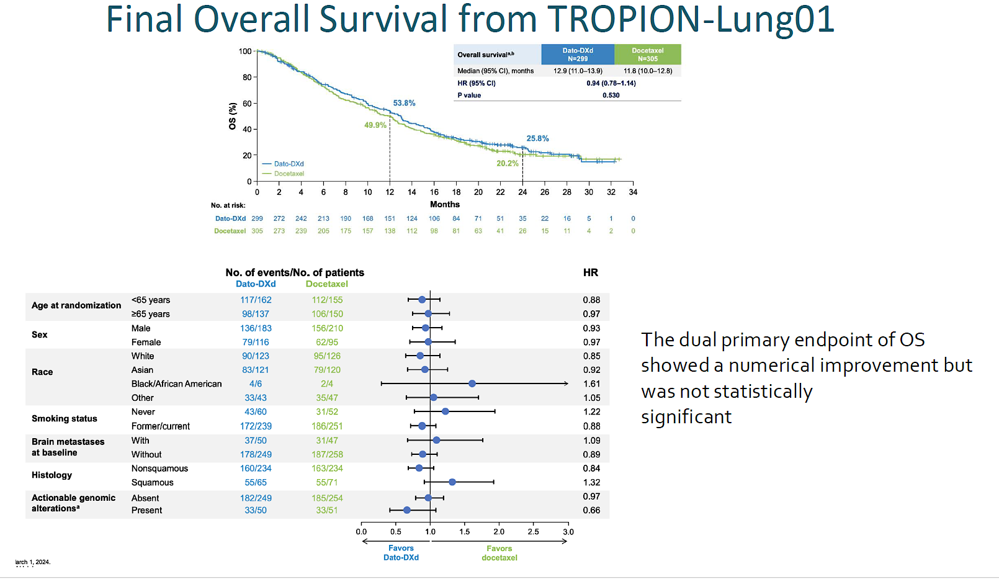 Final Overall Survival from TROPION-Lung01
Overall survivalᵃ,ᵇ Dato-DXd N=299 Docetaxel N=305
Median (95% CI), months 12.9 (11.0–13.9) 11.8 (10.0–12.8)
HR (95% CI) 0.94 (0.78–1.14)
P value 0.530
OS (%)
100
80
60
40
20
0
53.8%
49.9%
25.8%
20.2%
Dato-DXd
Docetaxel
0 2 4 6 8 10 12 14 16 18 20 22 24 26 28 30 32 34
Months
No. at risk:
Dato-DXd 299 272 242 213 190 168 151 124 106 84 71 51 35 22 16 5 1 0
Docetaxel 305 273 239 205 175 157 138 112 98 81 63 41 26 15 11 4 2 0
No. of events/No. of patients HR
Dato-DXd Docetaxel
Age at randomization
<65 years 117/162 112/155 0.88
≥65 years 98/137 106/150 0.97
Sex
Male 136/183 156/210 0.93
Female 79/116 62/95 0.97
Race
White 90/123 95/126 0.85
Asian 83/121 79/120 0.92
Black/African American 4/6 2/4 1.61
Other 33/43 35/47 1.05
Smoking status
Never 43/60 31/52 1.22
Former/current 172/239 186/251 0.88
Brain metastases
at baseline
With 37/50 31/47 1.09
Without 178/249 187/258 0.89
Histology
Nonsquamous 160/234 163/234 0.84
Squamous 55/65 55/71 1.32
Actionable genomic
alterationsᵃ
Absent 182/249 185/254 0.97
Present 33/50 33/51 0.66
0.0 0.5 1.0 1.5 2.0 2.5 3.0
Favors
Dato-DXd
Favors
docetaxel
The dual primary endpoint of OS
showed a numerical improvement but
was not statistically
significant
arch 1, 2024.